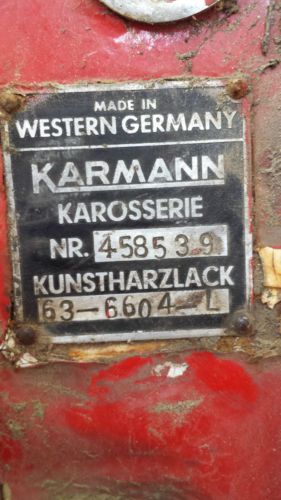 MADE IN
WESTERN GERMANY
KARMANN
KAROSSERIE
NR. 458539
KUNSTHARZLACK
63-6604-L